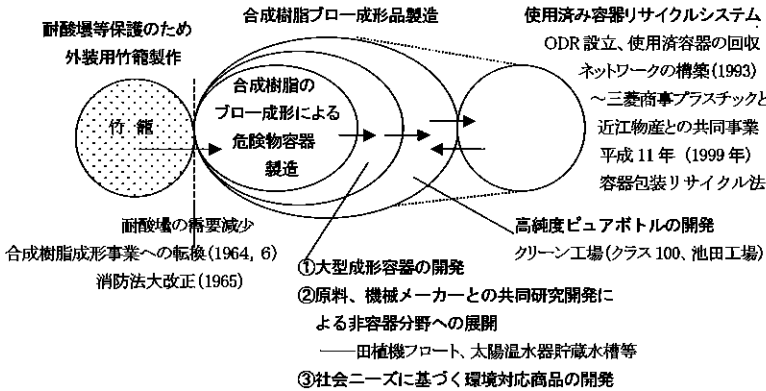 合成樹脂ブロー成形品製造
使用済み容器リサイクルシステム
ODR 設立、使用済容器の回収
ネットワークの構築(1993)
～三菱商事プラスチックと
近江物産との共同事業
平成 11 年（1999 年）
容器包装リサイクル法
耐酸壜等保護のため
外装用竹籠製作
竹 籠
合成樹脂の
ブロー成形による
危険物容器
製造
耐酸壜の需要減少
合成樹脂成形事業への転換(1964, 6)
消防法大改正(1965)
高純度ピュアボトルの開発
クリーン工場(クラス 100、池田工場)
①大型成形容器の開発
②原料、機械メーカーとの共同研究開発に
よる非容器分野への展開
――田植機フロート、太陽温水器貯蔵水槽等
③社会ニーズに基づく環境対応商品の開発